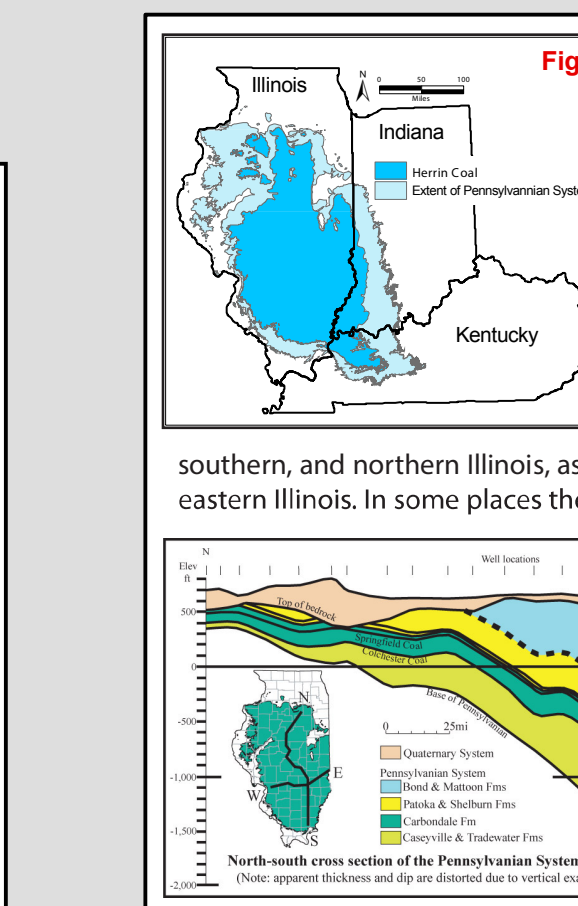 Fig
Illinois
N
0 50 100
Miles
Indiana
Herrin Coal
Extent of Pennsylvannian Syst
Kentucky
southern, and northern Illinois, as
eastern Illinois. In some places the
N
Elev
ft
Well locations
500
Top of bedrock
Springfield Coal
Colchester Coal
0
Base of Pennsylvanian
-500
N
0 25mi
Quaternary System
Pennsylvanian System
-1,000
E
Bond & Mattoon Fms
W
Patoka & Shelburn Fms
Carbondale Fm
-1,500
S
Caseyville & Tradewater Fms
North-south cross section of the Pennsylvanian System
(Note: apparent thickness and dip are distorted due to vertical exa
-2,000